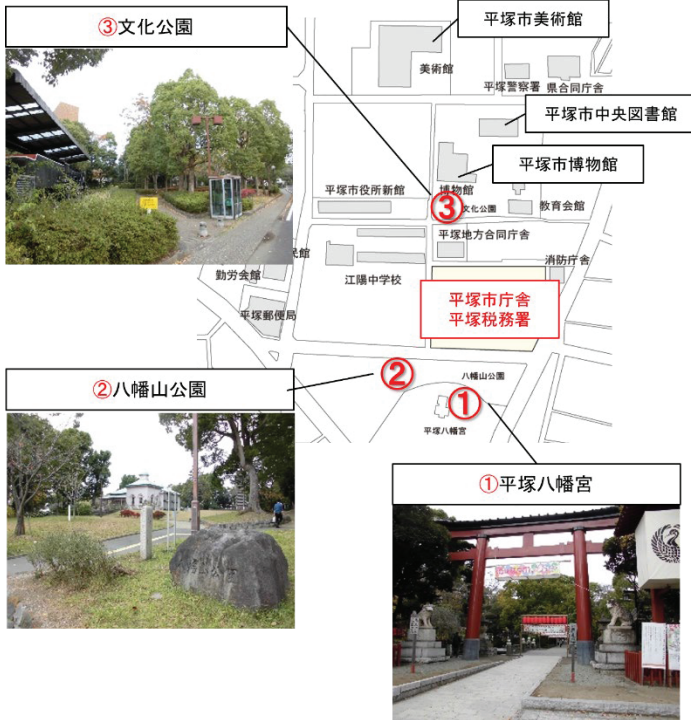 ③文化公園
平塚市美術館
美術館
平塚警察署
県合同庁舎
平塚市中央図書館
平塚市博物館
博物館
平塚市役所新館
③
文化公園
教育会館
平塚地方合同庁舎
消防庁舎
民館
勤労会館
江陽中学校
平塚市庁舎
平塚税務署
平塚郵便局
②
八幡山公園
②八幡山公園
①
平塚八幡宮
①平塚八幡宮